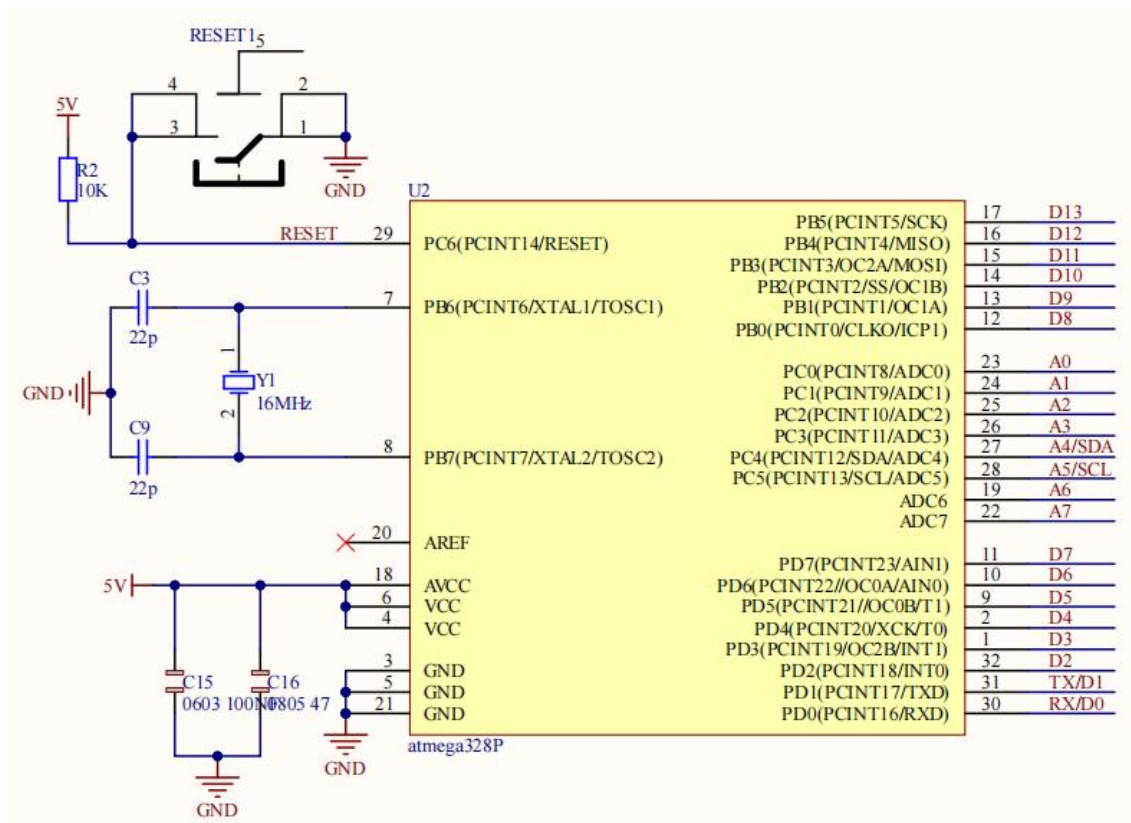 RESET1
5
4
2
3
1
5V
R2
10K
GND
U2
RESET
29
PC6(PCINT14/RESET)
C3
22p
7
PB6(PCINT6/XTAL1/TOSC1)
1
Y1
16MHz
2
GND
C9
22p
8
PB7(PCINT7/XTAL2/TOSC2)
20
AREF
5V
18
AVCC
6
VCC
4
VCC
3
GND
5
GND
21
GND
C15
0603 100NF
C16
0805 47
GND
GND
atmega328P
PB5(PCINT5/SCK) 17 D13
PB4(PCINT4/MISO) 16 D12
PB3(PCINT3/OC2A/MOSI) 15 D11
PB2(PCINT2/SS/OC1B) 14 D10
PB1(PCINT1/OC1A) 13 D9
PB0(PCINT0/CLKO/ICP1) 12 D8
PC0(PCINT8/ADC0) 23 A0
PC1(PCINT9/ADC1) 24 A1
PC2(PCINT10/ADC2) 25 A2
PC3(PCINT11/ADC3) 26 A3
PC4(PCINT12/SDA/ADC4) 27 A4/SDA
PC5(PCINT13/SCL/ADC5) 28 A5/SCL
ADC6 19 A6
ADC7 22 A7
PD7(PCINT23/AIN1) 11 D7
PD6(PCINT22//OC0A/AIN0) 10 D6
PD5(PCINT21//OC0B/T1) 9 D5
PD4(PCINT20/XCK/T0) 2 D4
PD3(PCINT19/OC2B/INT1) 1 D3
PD2(PCINT18/INT0) 32 D2
PD1(PCINT17/TXD) 31 TX/D1
PD0(PCINT16/RXD) 30 RX/D0